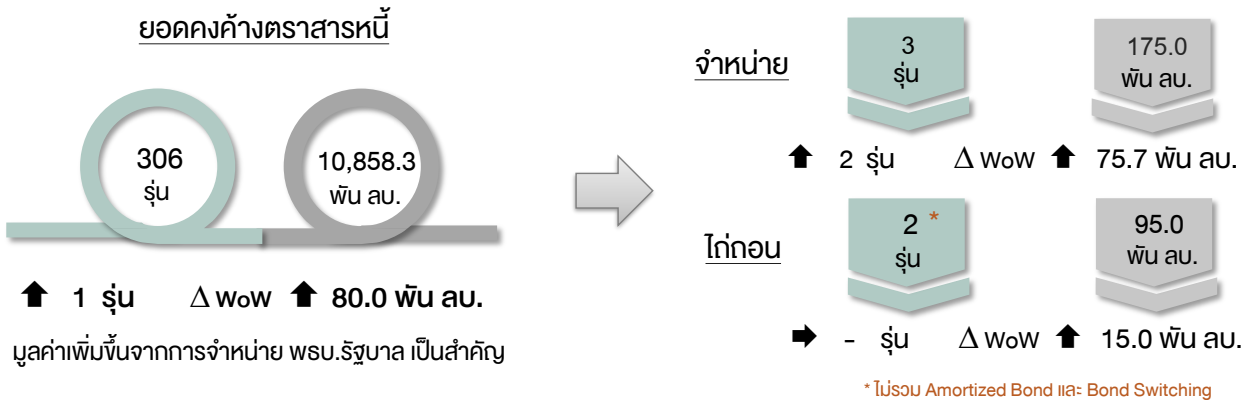 ยอดคงค้างตราสารหนี้
306
รุ่น
10,858.3
พัน ลบ.
⬆ 1 รุ่น Δ WoW ⬆ 80.0 พัน ลบ.
มูลค่าเพิ่มขึ้นจากการจำหน่าย พธบ.รัฐบาล เป็นสำคัญ
จำหน่าย
3
รุ่น
175.0
พัน ลบ.
⬆ 2 รุ่น Δ WoW ⬆ 75.7 พัน ลบ.
ไถ่ถอน
2 *
รุ่น
95.0
พัน ลบ.
➡ - รุ่น Δ WoW ⬆ 15.0 พัน ลบ.
* ไม่รวม Amortized Bond และ Bond Switching